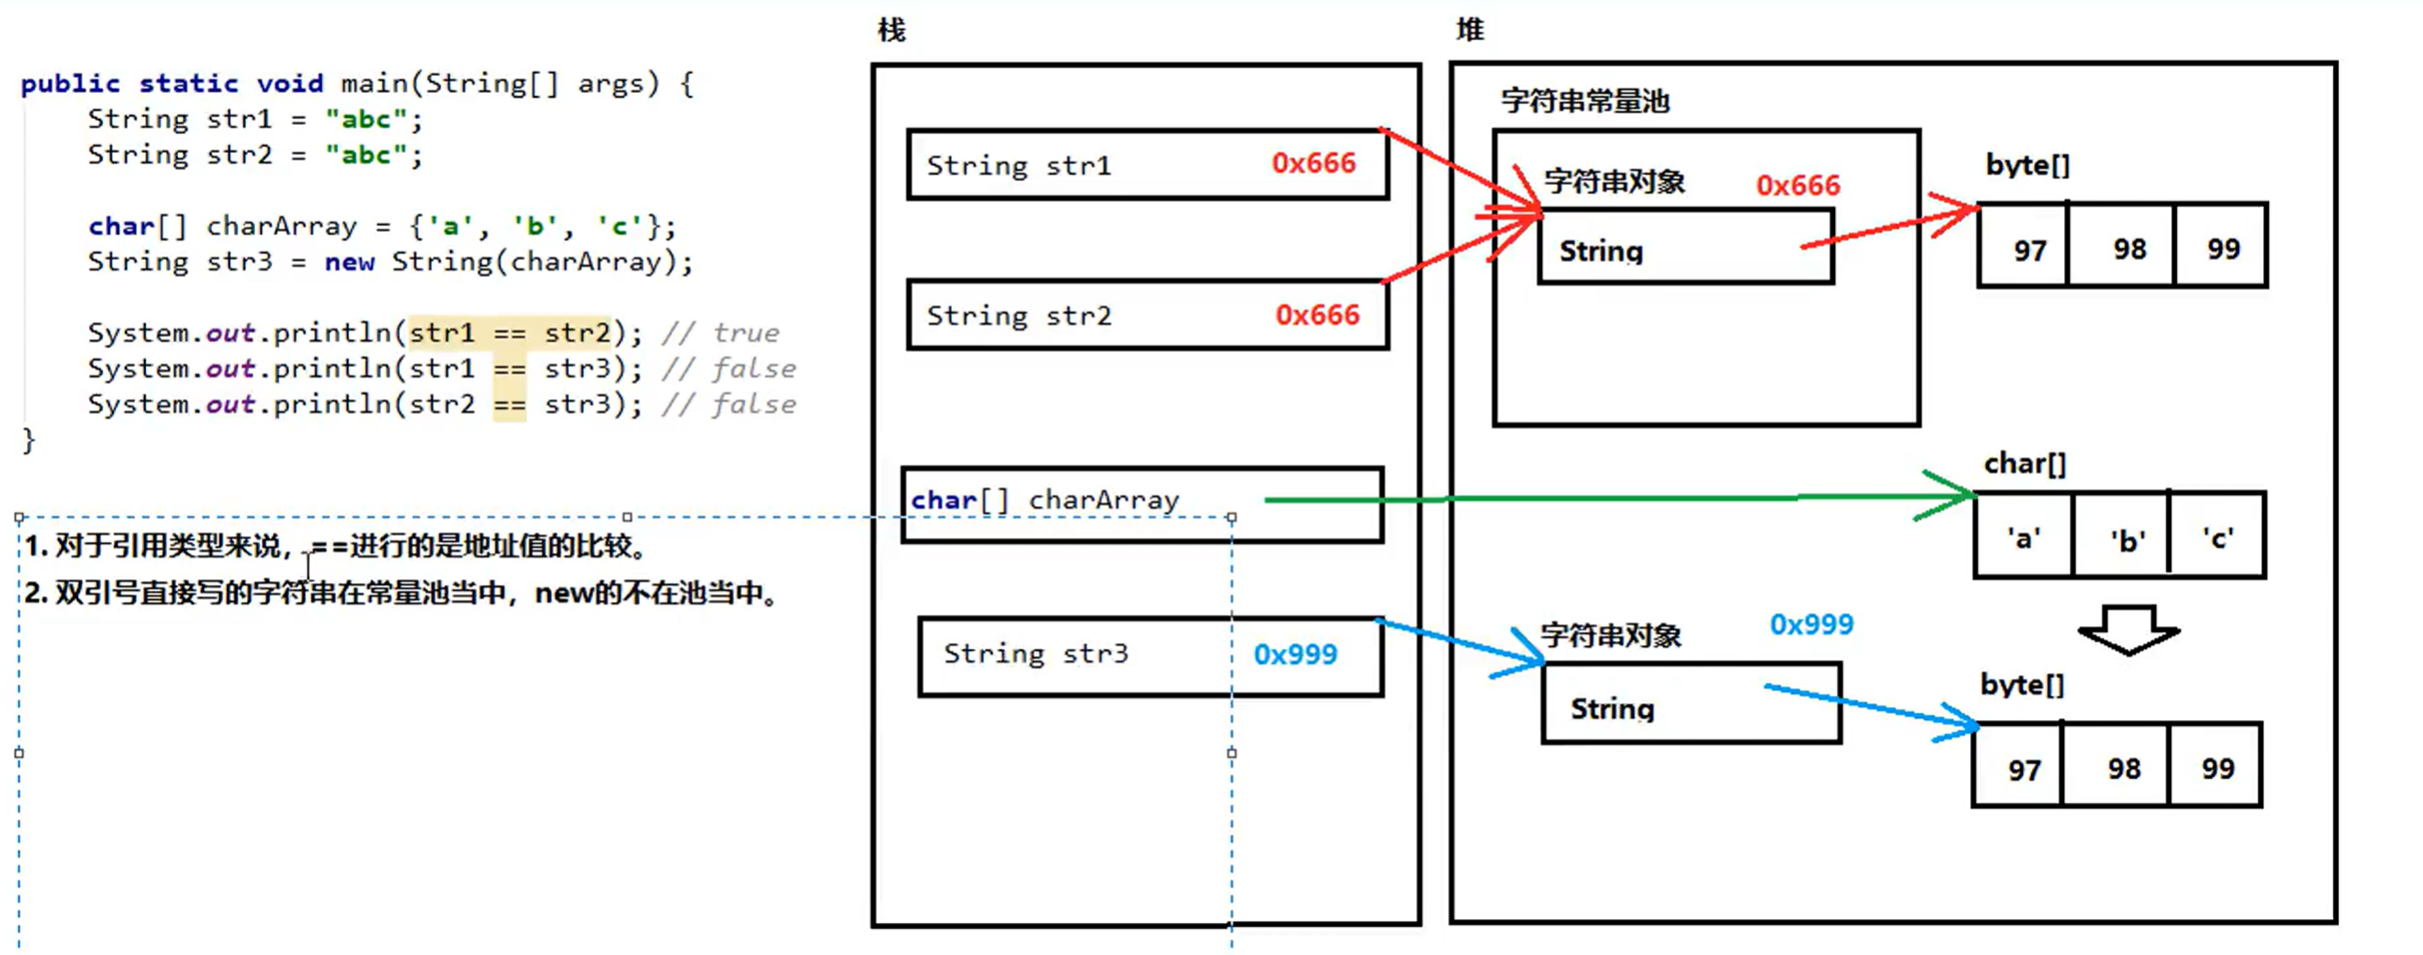 public static void main(String[] args) {
String str1 = "abc";
String str2 = "abc";
char[] charArray = {'a', 'b', 'c'};
String str3 = new String(charArray);
System.out.println(str1 == str2); // true
System.out.println(str1 == str3); // false
System.out.println(str2 == str3); // false
}
1. 对于引用类型来说，==进行的是地址值的比较。
2. 双引号直接写的字符串在常量池当中，new的不在池当中。
栈
String str1 0x666
String str2 0x666
char[] charArray
String str3 0x999
堆
字符串常量池
字符串对象 0x666
String
byte[]
97 98 99
char[]
'a' 'b' 'c'
字符串对象 0x999
String
byte[]
97 98 99